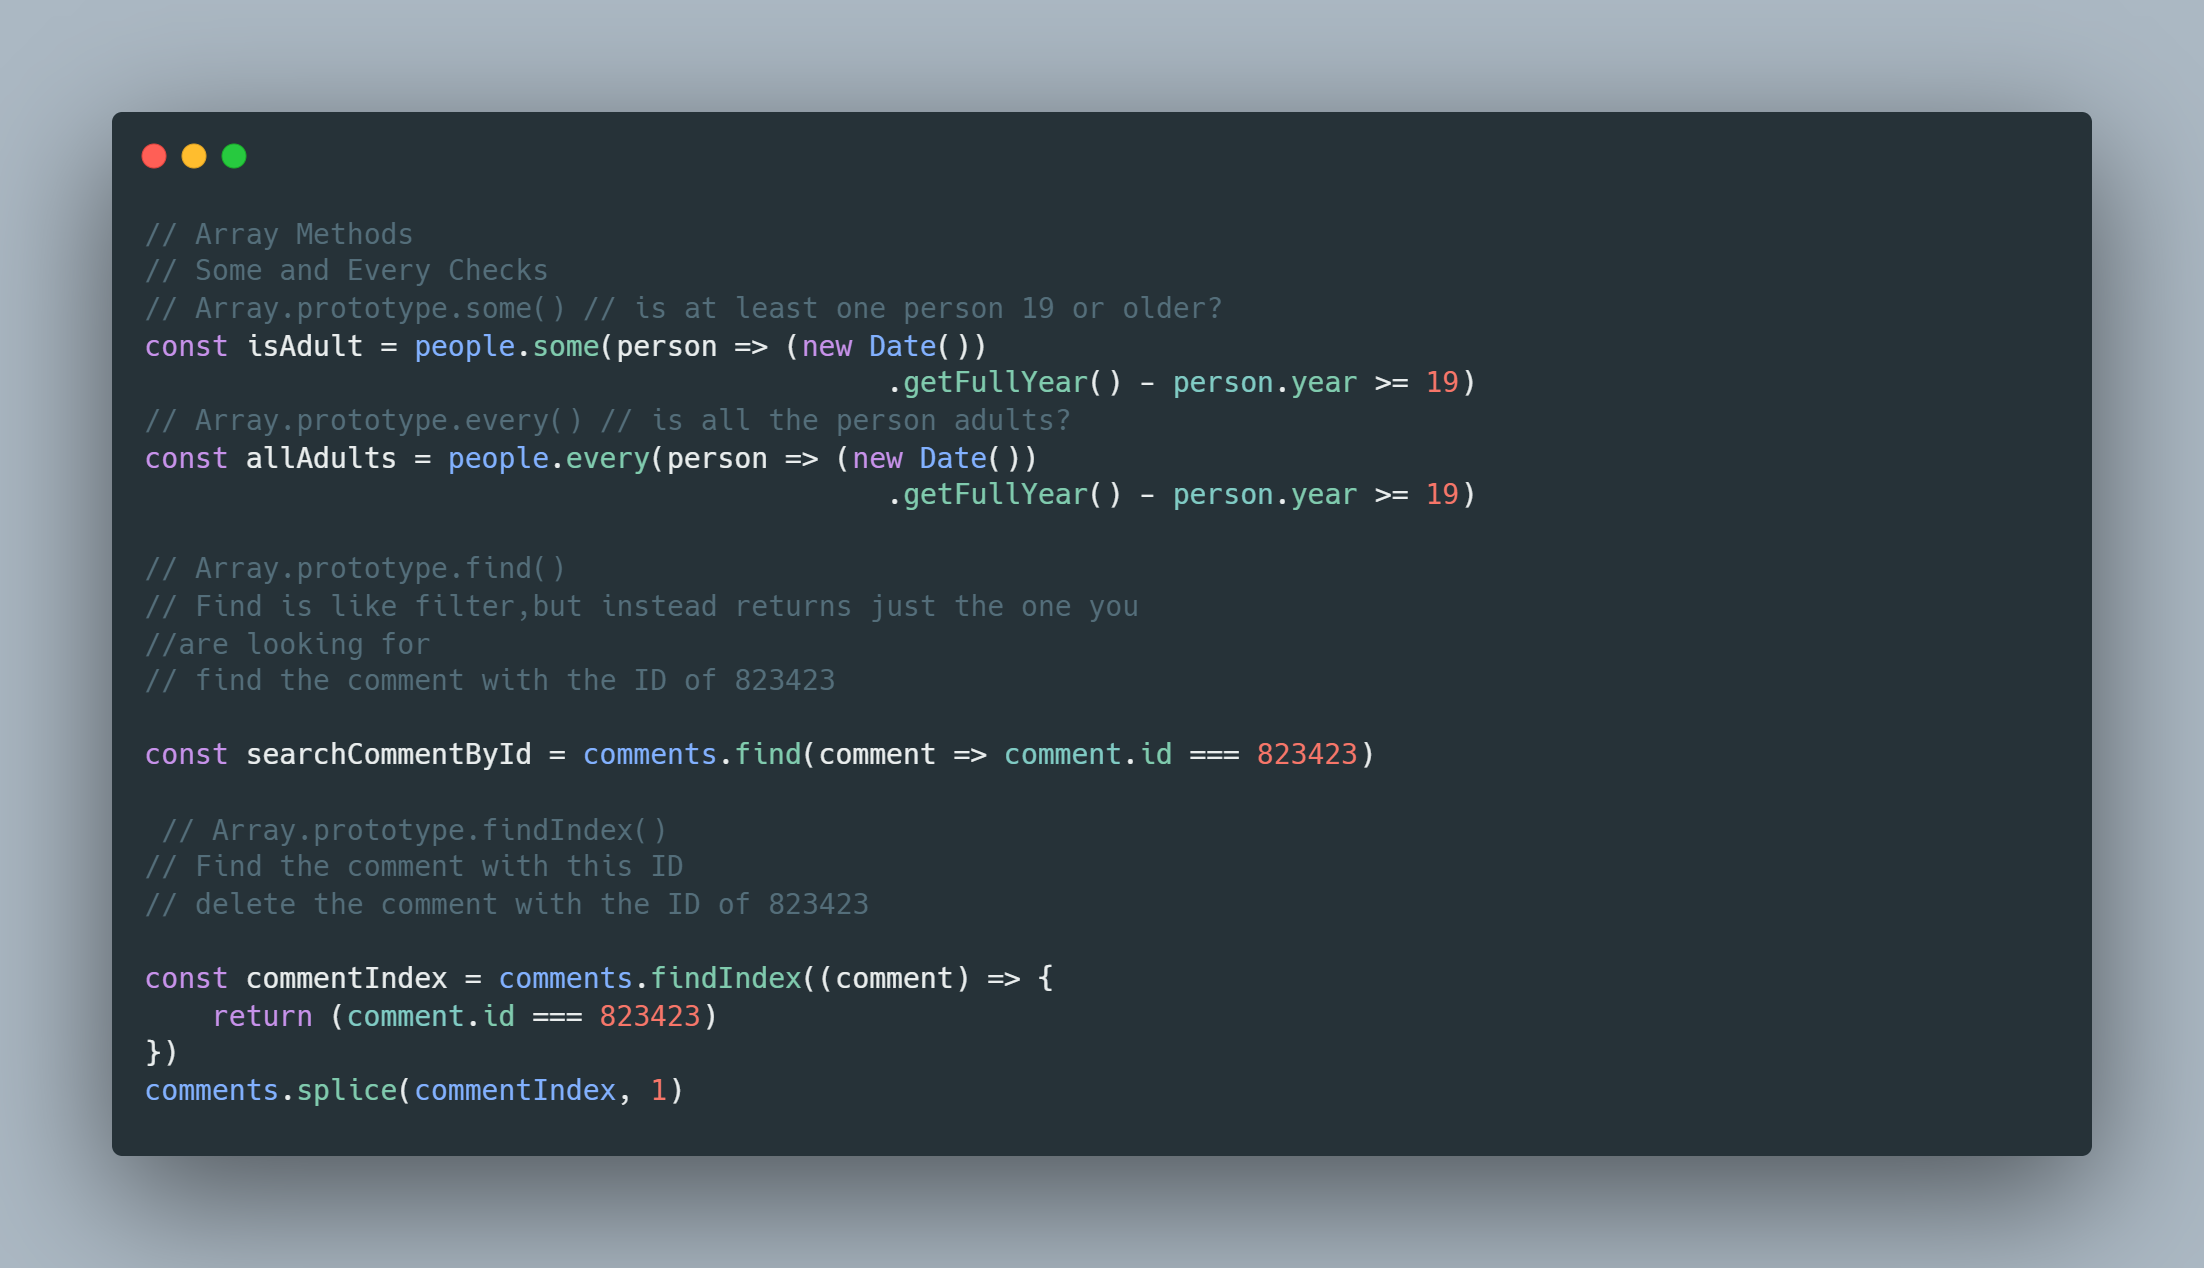 // Array Methods
// Some and Every Checks
// Array.prototype.some() // is at least one person 19 or older?
const isAdult = people.some(person => (new Date())
                                            .getFullYear() - person.year >= 19)
// Array.prototype.every() // is all the person adults?
const allAdults = people.every(person => (new Date())
                                            .getFullYear() - person.year >= 19)

// Array.prototype.find()
// Find is like filter,but instead returns just the one you
//are looking for
// find the comment with the ID of 823423

const searchCommentById = comments.find(comment => comment.id === 823423)

 // Array.prototype.findIndex()
// Find the comment with this ID
// delete the comment with the ID of 823423

const commentIndex = comments.findIndex((comment) => {
    return (comment.id === 823423)
})
comments.splice(commentIndex, 1)